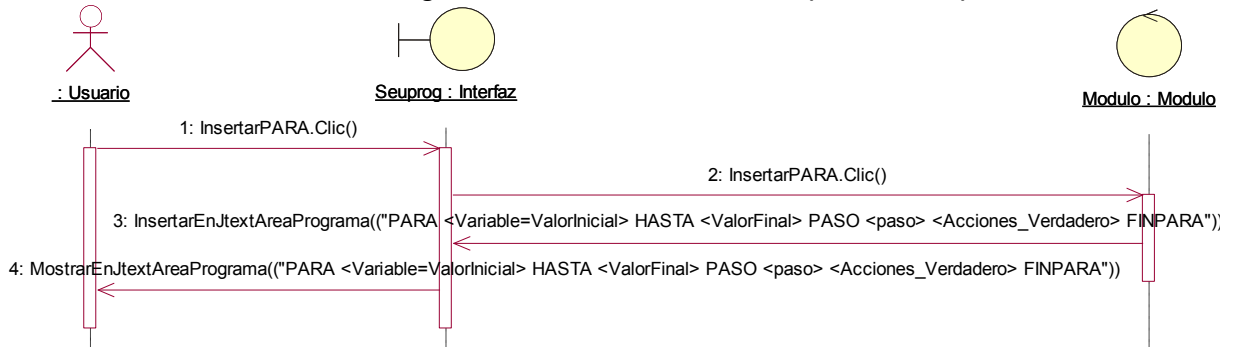 : Usuario
Seuprog : Interfaz
Modulo : Modulo
1: InsertarPARA.Clic()
2: InsertarPARA.Clic()
3: InsertarEnJtextAreaPrograma(("PARA <Variable=ValorInicial> HASTA <ValorFinal> PASO <paso> <Acciones_Verdadero> FINPARA"))
4: MostrarEnJtextAreaPrograma(("PARA <Variable=ValorInicial> HASTA <ValorFinal> PASO <paso> <Acciones_Verdadero> FINPARA"))